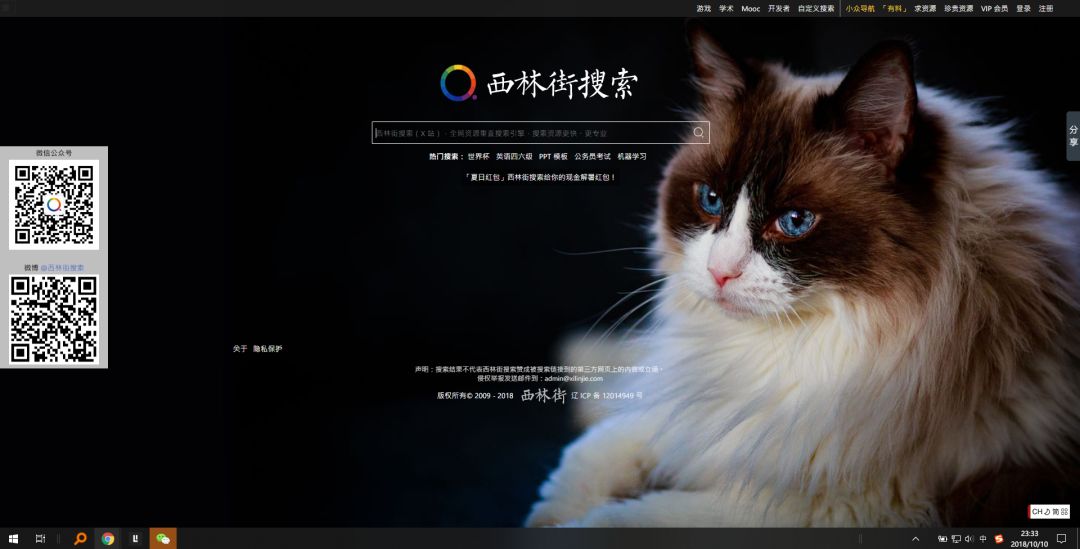 游戏 学术 Mooc 开发者 自定义搜索 小众导航 「有料」 求资源 珍贵资源 VIP 会员 登录 注册
西林街搜索
西林街搜索（X 站）· 全网资源垂直搜索引擎 · 搜索资源更快 · 更专业
热门搜索： 世界杯 英语四六级 PPT 模板 公务员考试 机器学习
「夏日红包」西林街搜索给你的现金解暑红包！
分享
微信公众号
微博 @西林街搜索
关于 隐私保护
声明：搜索结果不代表西林街搜索赞成被搜索链接到的第三方网页上的内容或立场。
侵权举报发送邮件到：admin@xilinjie.com
版权所有© 2009 - 2018 西林街 辽 ICP 备 12014949 号
CH 简
中
23:33
2018/10/10